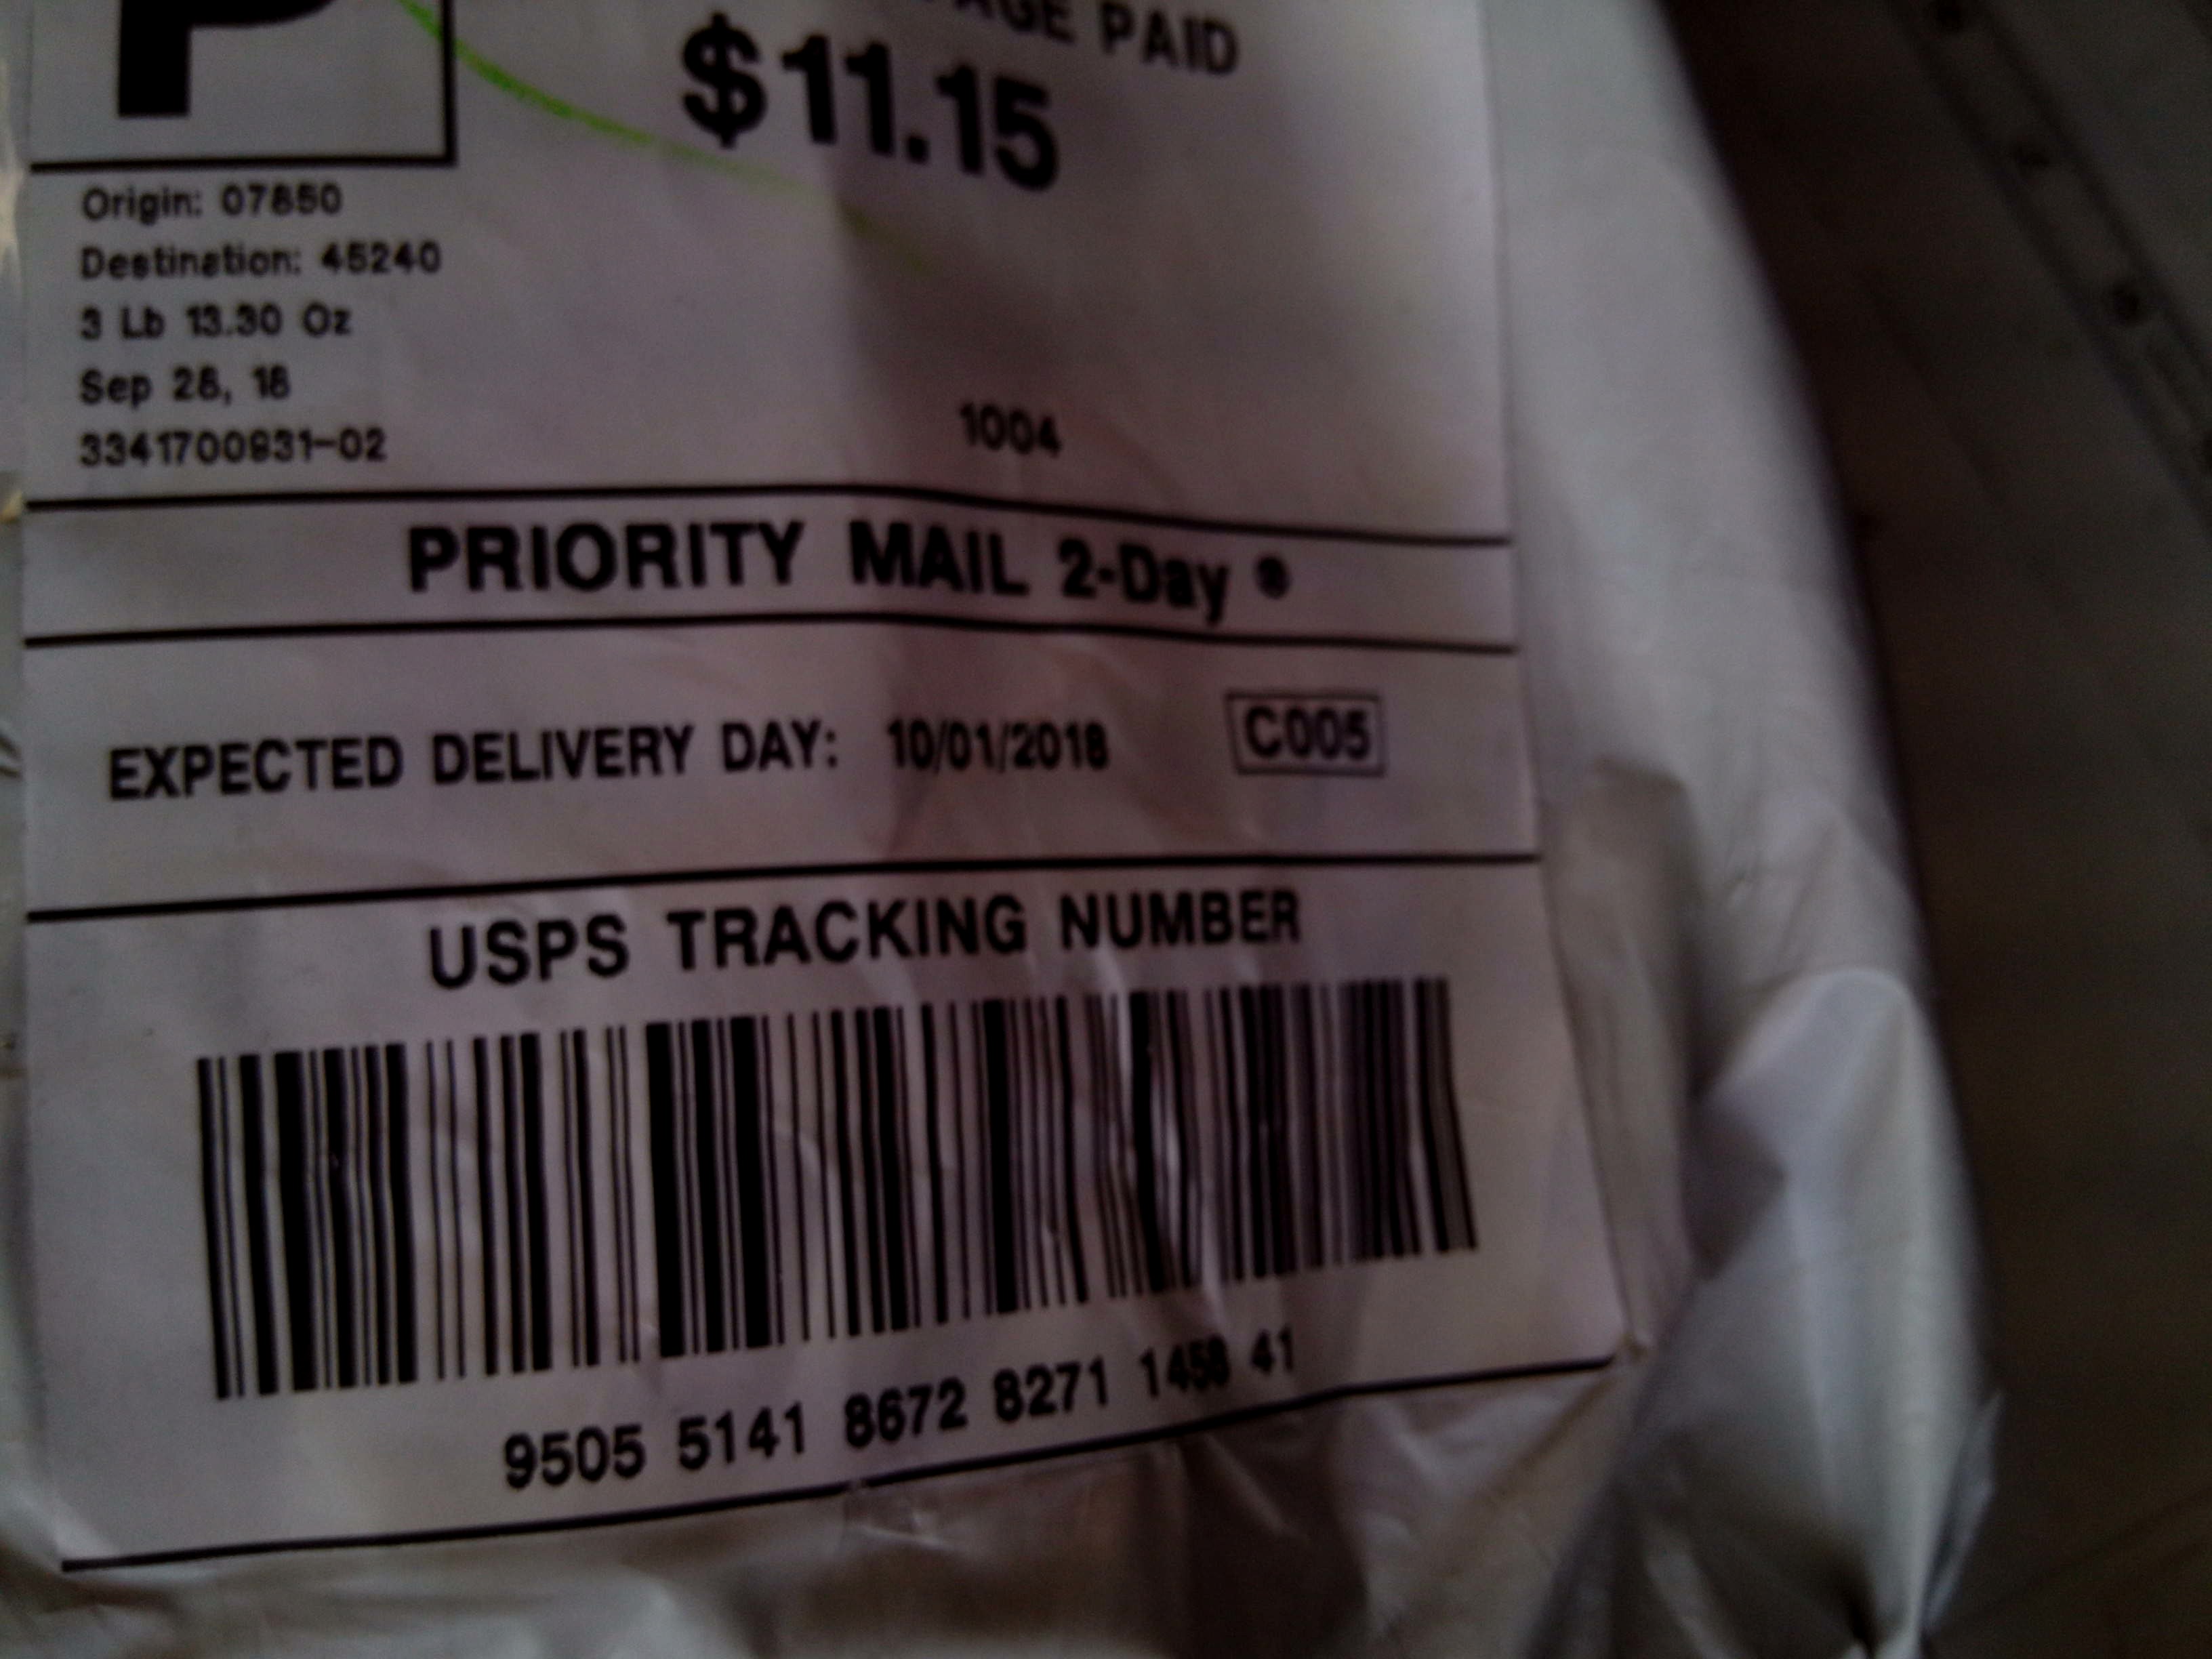 P
AGE PAID
$11.15
Origin: 07850
Destination: 45240
3 Lb 13.30 Oz
Sep 28, 18
3341700831-02
1004
PRIORITY MAIL 2-Day ®
EXPECTED DELIVERY DAY: 10/01/2018
C005
USPS TRACKING NUMBER
9505 5141 8672 8271 1458 41